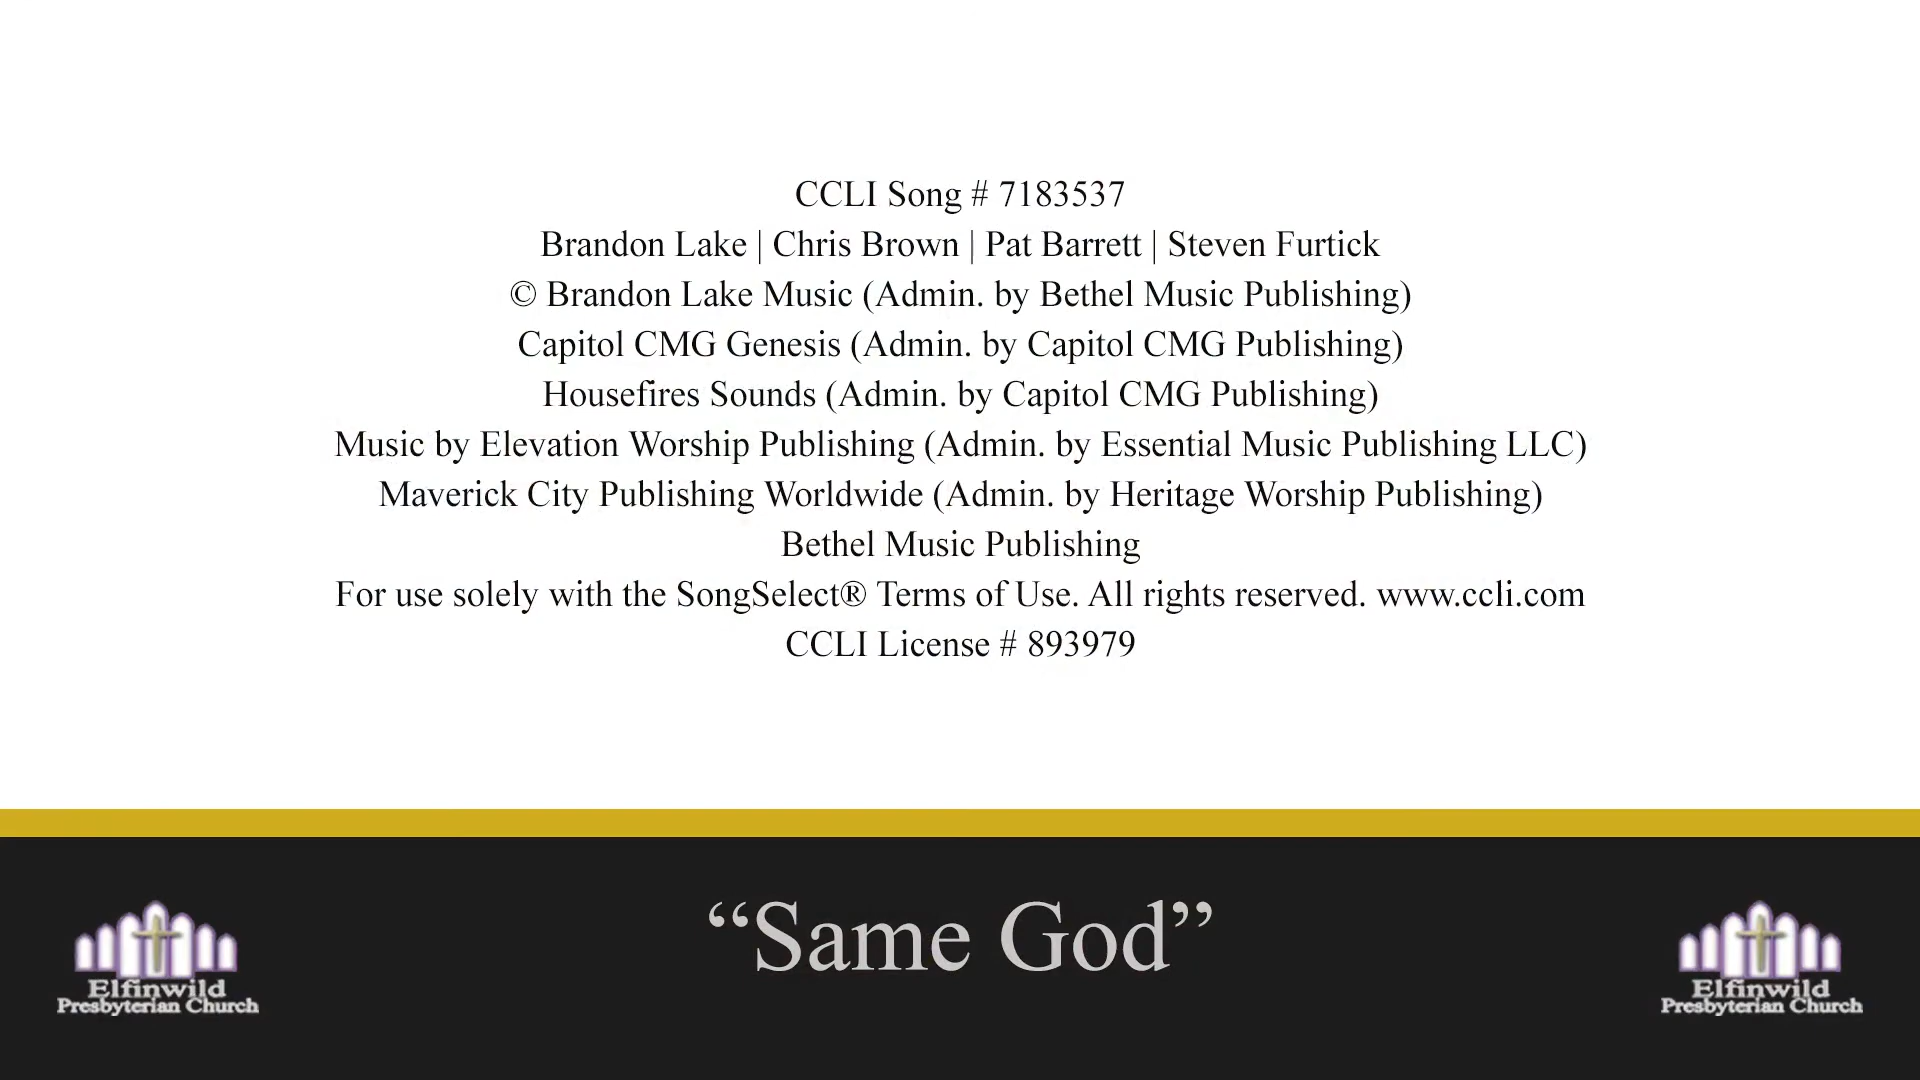 CCLI Song # 7183537
Brandon Lake | Chris Brown | Pat Barrett | Steven Furtick
© Brandon Lake Music (Admin. by Bethel Music Publishing)
Capitol CMG Genesis (Admin. by Capitol CMG Publishing)
Housefires Sounds (Admin. by Capitol CMG Publishing)
Music by Elevation Worship Publishing (Admin. by Essential Music Publishing LLC)
Maverick City Publishing Worldwide (Admin. by Heritage Worship Publishing)
Bethel Music Publishing
For use solely with the SongSelect® Terms of Use. All rights reserved. www.ccli.com
CCLI License # 893979
“Same God”
Elfinwild
Presbyterian Church
Elfinwild
Presbyterian Church